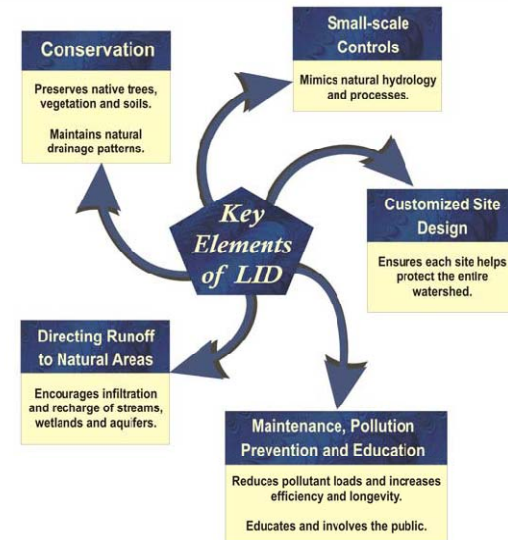 Key
Elements
of LID
Conservation
Preserves native trees,
vegetation and soils.
Maintains natural
drainage patterns.
Small-scale
Controls
Mimics natural hydrology
and processes.
Customized Site
Design
Ensures each site helps
protect the entire
watershed.
Maintenance, Pollution
Prevention and Education
Reduces pollutant loads and increases
efficiency and longevity.
Educates and involves the public.
Directing Runoff
to Natural Areas
Encourages infiltration
and recharge of streams,
wetlands and aquifers.